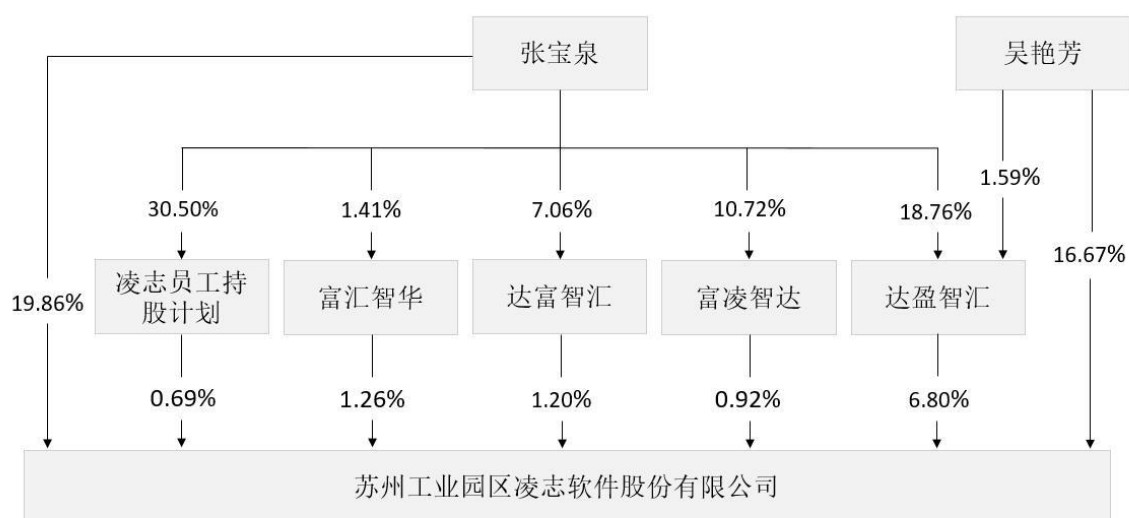 张宝泉
吴艳芳
1.59%
30.50%
1.41%
7.06%
10.72%
18.76%
16.67%
19.86%
凌志员工持
股计划
富汇智华
达富智汇
富凌智达
达盈智汇
0.69%
1.26%
1.20%
0.92%
6.80%
苏州工业园区凌志软件股份有限公司